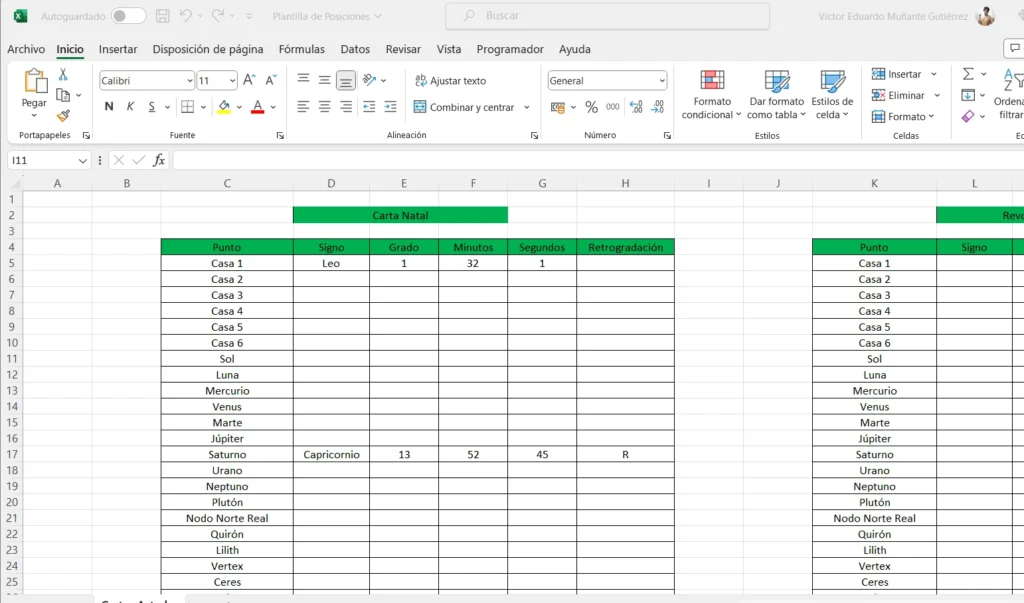 Autoguardado Plantilla de Posiciones Buscar Víctor Eduardo Muñante Gutiérrez
Archivo Inicio Insertar Disposición de página Fórmulas Datos Revisar Vista Programador Ayuda
Pegar
Calibri 11
N K S
Ajustar texto
Combinar y centrar
General
% 000
Formato condicional
Dar formato como tabla
Estilos de celda
Insertar
Eliminar
Formato
Portapapeles Fuente Alineación Número Estilos Celdas
I11 fx
A B C D E F G H I J K L
1
2 Carta Natal
3
4 Punto Signo Grado Minutos Segundos Retrogradación Punto Signo
5 Casa 1 Leo 1 32 1 Casa 1
6 Casa 2 Casa 2
7 Casa 3 Casa 3
8 Casa 4 Casa 4
9 Casa 5 Casa 5
10 Casa 6 Casa 6
11 Sol Sol
12 Luna Luna
13 Mercurio Mercurio
14 Venus Venus
15 Marte Marte
16 Júpiter Júpiter
17 Saturno Capricornio 13 52 45 R Saturno
18 Urano Urano
19 Neptuno Neptuno
20 Plutón Plutón
21 Nodo Norte Real Nodo Norte Real
22 Quirón Quirón
23 Lilith Lilith
24 Vertex Vertex
25 Ceres Ceres